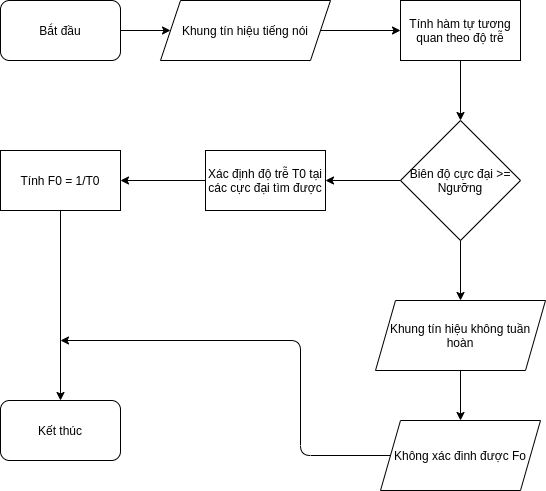 Bắt đầu
Khung tín hiệu tiếng nói
Tính hàm tự tương
quan theo độ trễ
Biên độ cực đại >=
Ngưỡng
Xác định độ trễ T0 tại
các cực đại tìm được
Tính F0 = 1/T0
Khung tín hiệu không tuần
hoàn
Không xác đinh được Fo
Kết thúc